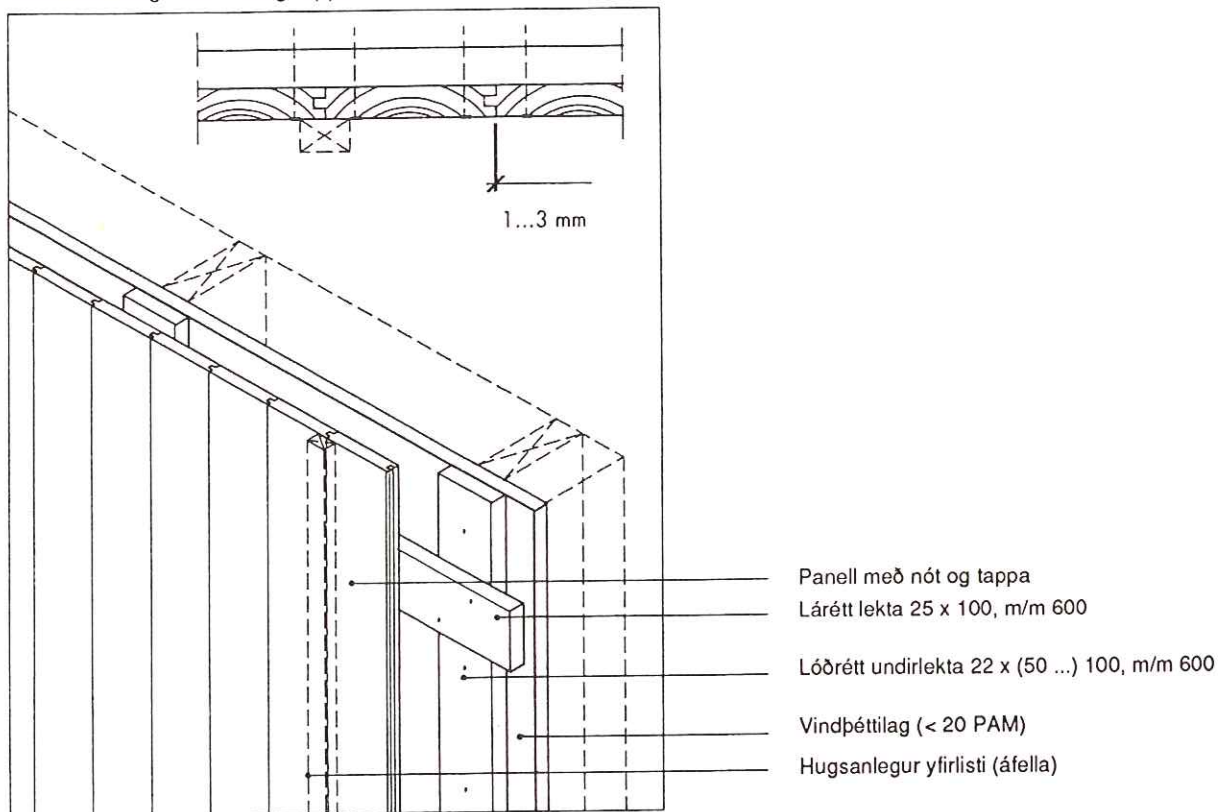 1...3 mm
Panell með nót og tappa
Lárétt lekta 25 x 100, m/m 600
Lóðrétt undirlekta 22 x (50 ...) 100, m/m 600
Vindþéttilag (< 20 PAM)
Hugsanlegur yfirlisti (áfella)